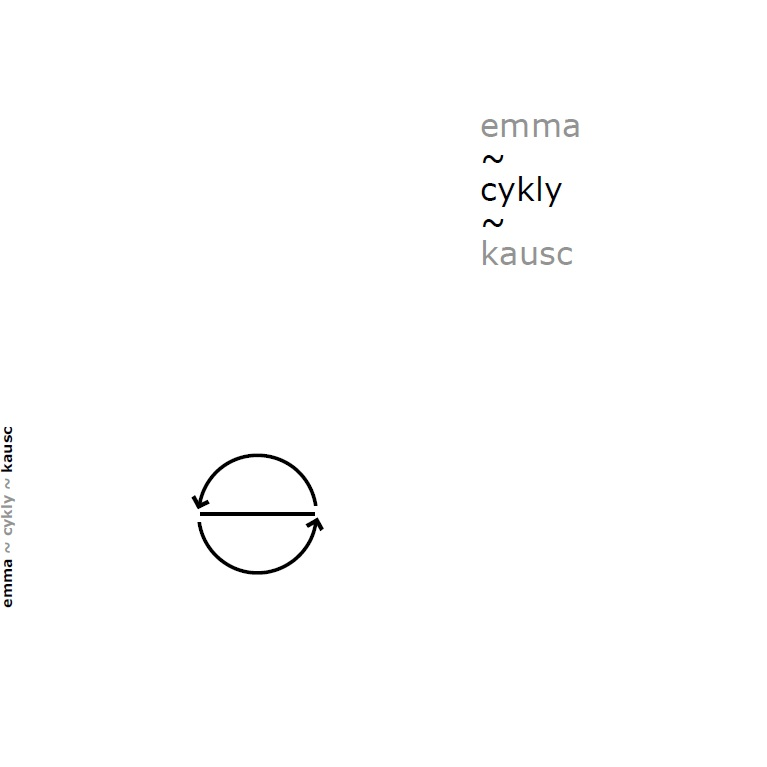 emma
~
cykly
~
kausc
emma ~ cykly ~ kausc